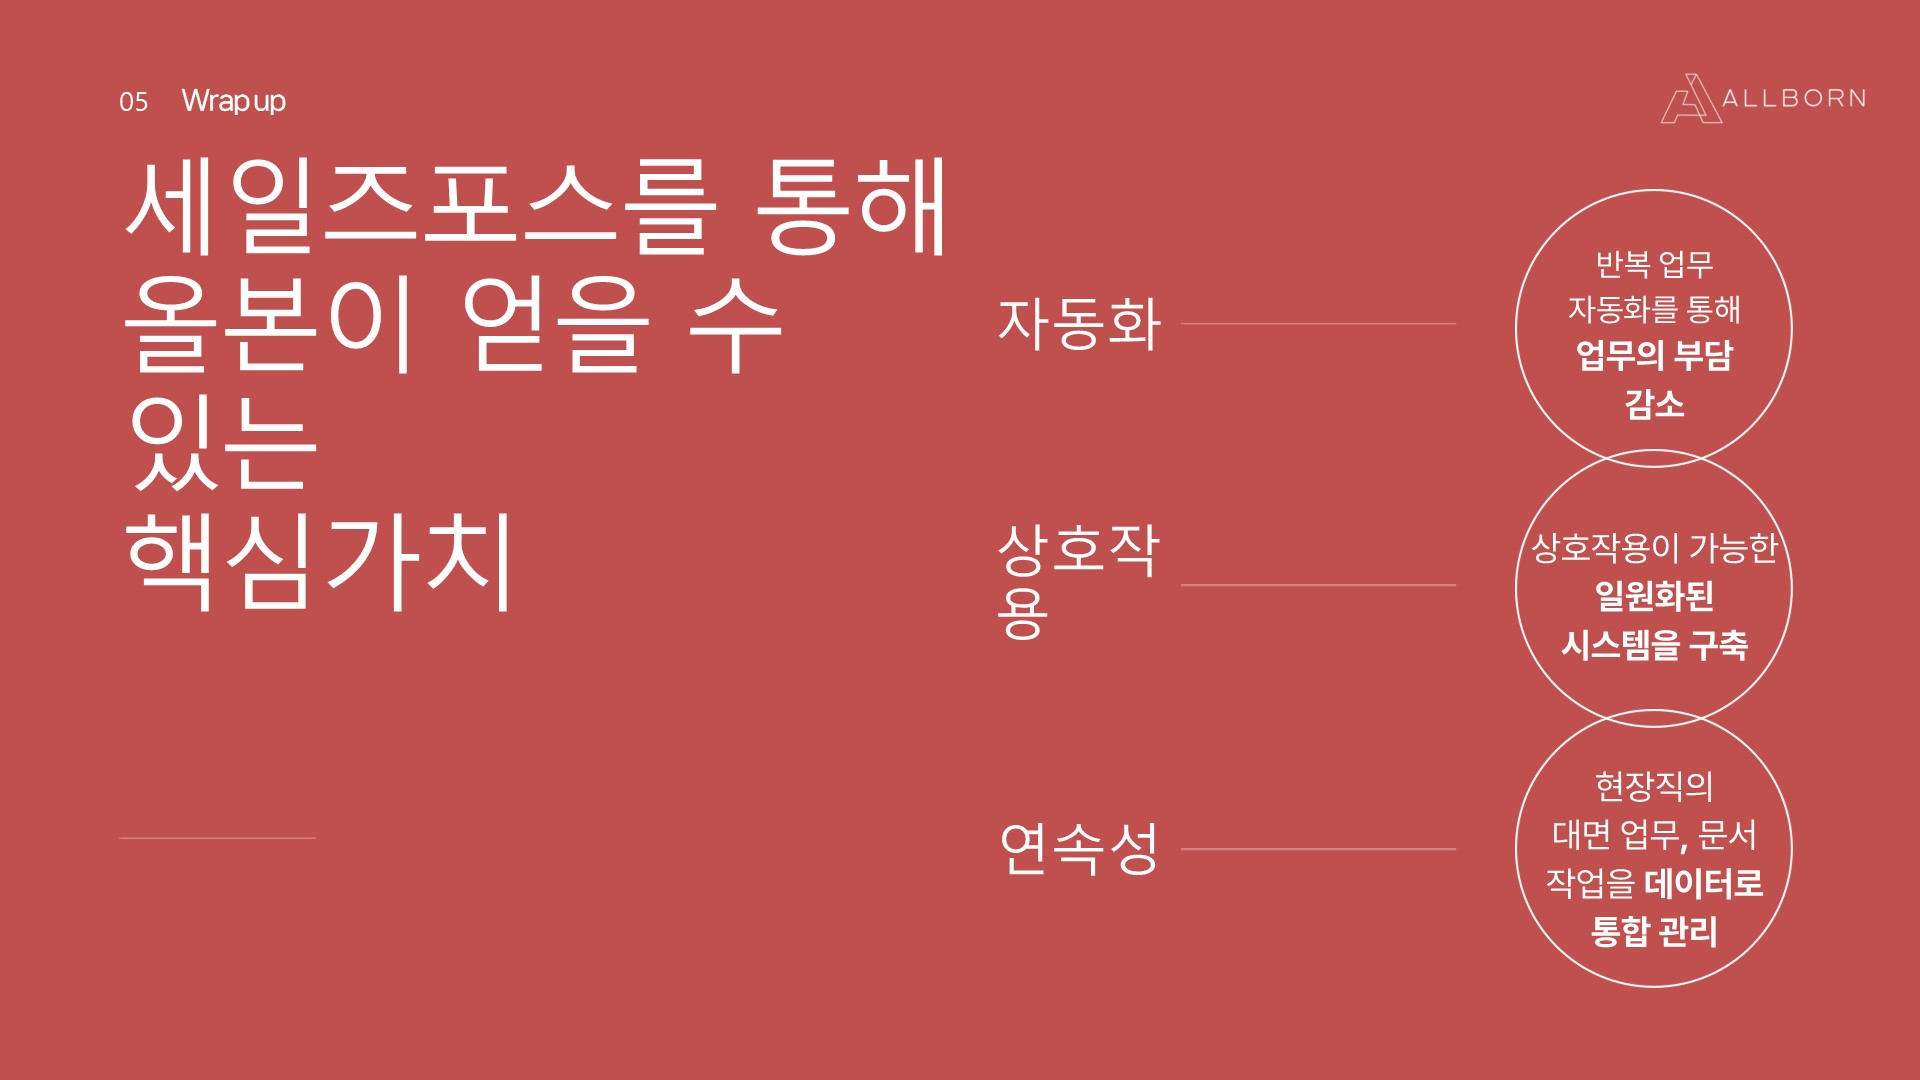 05 Wrap up
ALLBORN
세일즈포스를 통해
올본이 얻을 수
있는
핵심가치
자동화
반복 업무
자동화를 통해
업무의 부담
감소
상호작
용
상호작용이 가능한
일원화된
시스템을 구축
연속성
현장직의
대면 업무, 문서
작업을 데이터로
통합 관리